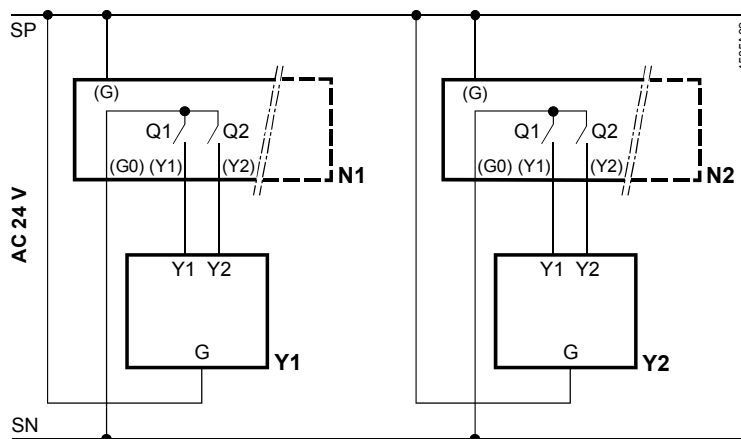 SP
(G)
Q1 Q2
(G0) (Y1) (Y2)
N1
Y1 Y2
G
Y1
(G)
Q1 Q2
(G0) (Y1) (Y2)
N2
Y1 Y2
G
Y2
AC 24 V
SN